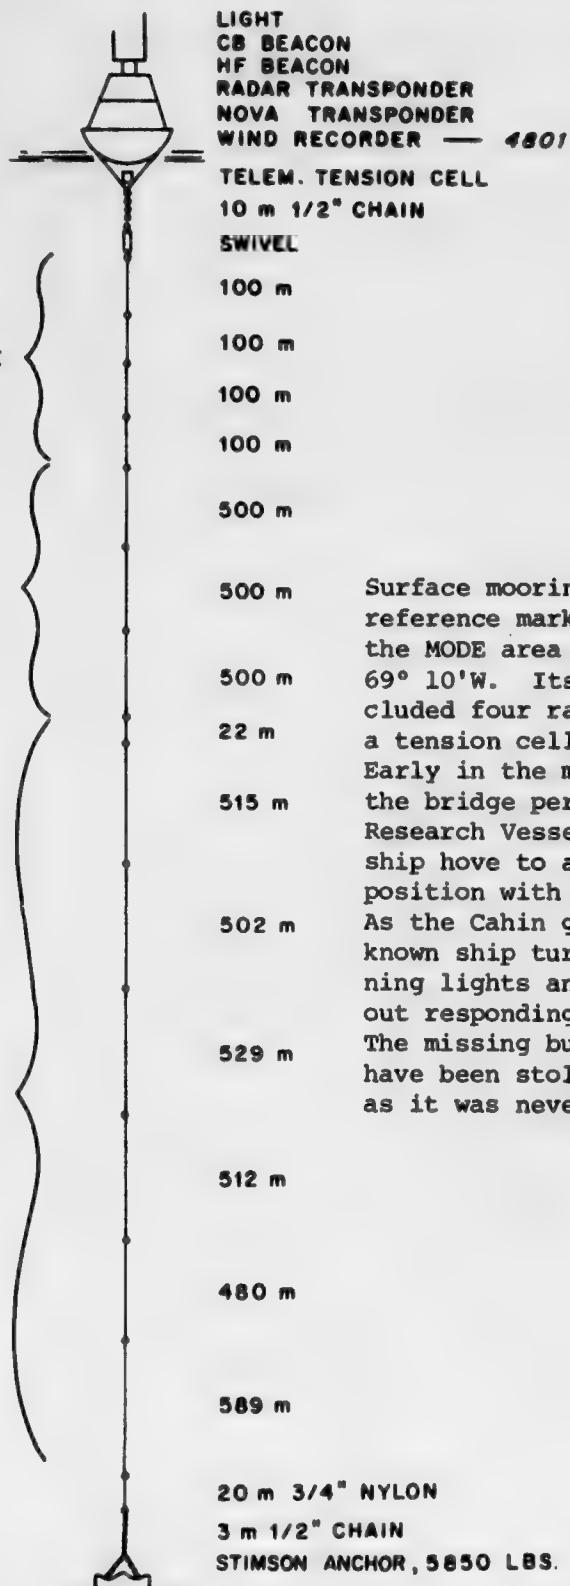 LIGHT
CB BEACON
HF BEACON
RADAR TRANSPONDER
NOVA TRANSPONDER
WIND RECORDER — 4801
TELEM. TENSION CELL
10 m 1/2" CHAIN
SWIVEL
100 m
100 m
100 m
100 m
500 m
500 m
500 m
22 m
515 m
502 m
529 m
512 m
480 m
589 m
20 m 3/4" NYLON
3 m 1/2" CHAIN
STIMSON ANCHOR, 5850 LBS.
Surface moorin
reference mark
the MODE area
69° 10'W. Its
cluded four ra
a tension cell
Early in the m
the bridge per
Research Vesse
ship hove to a
position with
As the Cahin g
known ship tur
ning lights an
out responding
The missing bu
have been stol
as it was neve